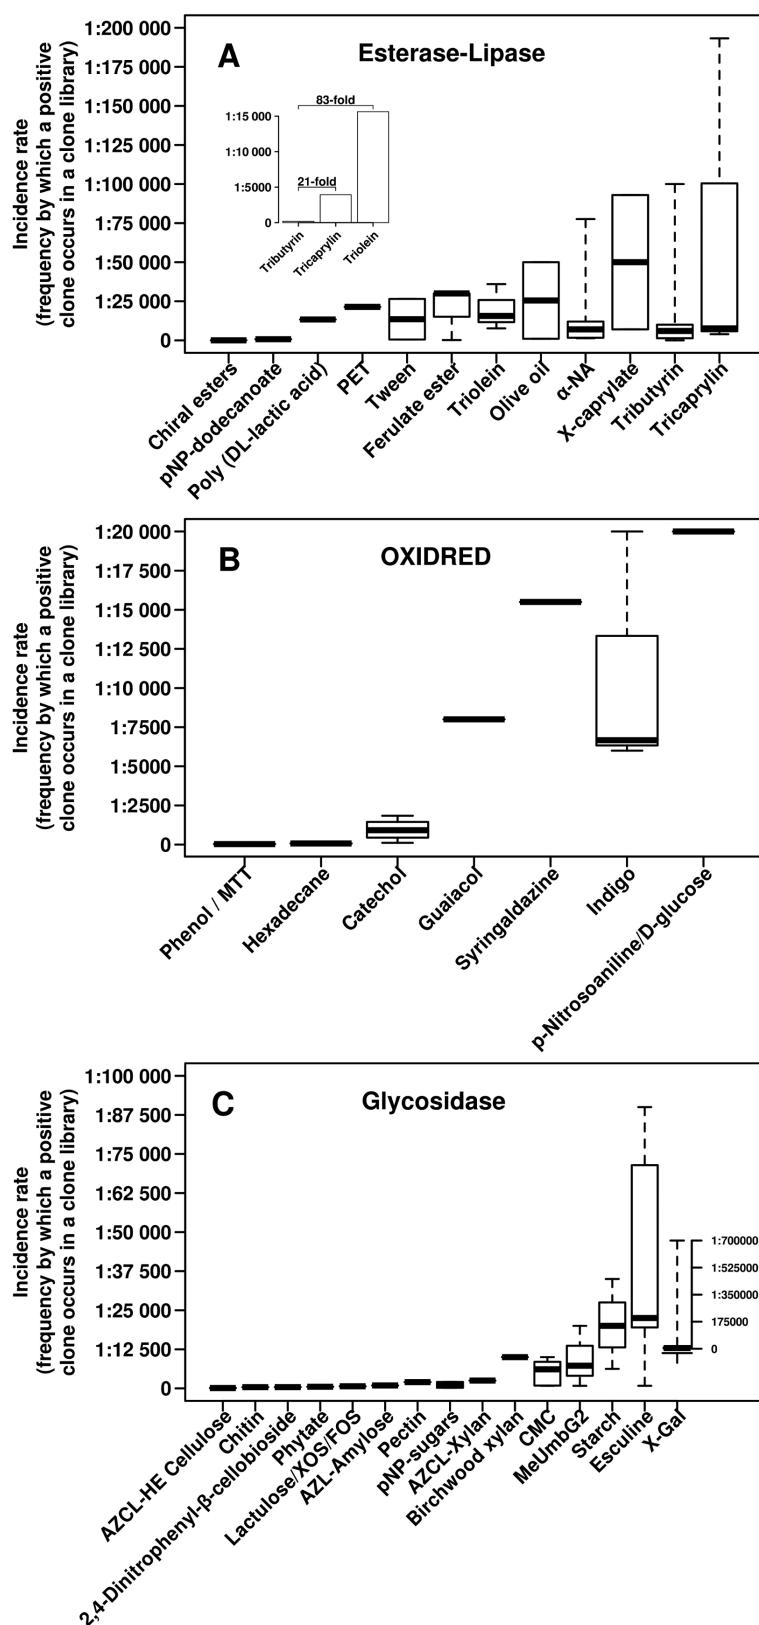 A
Esterase-Lipase
Incidence rate
(frequency by which a positive
clone occurs in a clone library)
1:200 000
1:175 000
1:150 000
1:125 000
1:100 000
1:75 000
1:50 000
1:25 000
0
83-fold
21-fold
1:15 000
1:10 000
1:5000
0
Tributyrin
Tricaprylin
Triolein
Chiral esters
pNP-dodecanoate
Poly (DL-lactic acid)
PET
Tween
Ferulate ester
Triolein
Olive oil
α-NA
X-caprylate
Tributyrin
Tricaprylin
B
OXIDRED
Incidence rate
(frequency by which a positive
clone occurs in a clone library)
1:20 000
1:17 500
1:15 000
1:12 500
1:10 000
1:7500
1:5000
1:2500
0
Phenol / MTT
Hexadecane
Catechol
Guaiacol
Syringaldazine
Indigo
p-Nitrosoaniline/D-glucose
C
Glycosidase
Incidence rate
(frequency by which a positive
clone occurs in a clone library)
1:100 000
1:87 500
1:75 000
1:62 500
1:50 000
1:37 500
1:25 000
1:12 500
0
1:700000
1:525000
1:350000
175000
0
AZCL-HE Cellulose
Chitin
2,4-Dinitrophenyl-β-cellobioside
Phytate
Lactulose/XOS/FOS
AZL-Amylose
Pectin
pNP-sugars
AZCL-Xylan
Birchwood xylan
CMC
MeUmbG2
Starch
Esculine
X-Gal